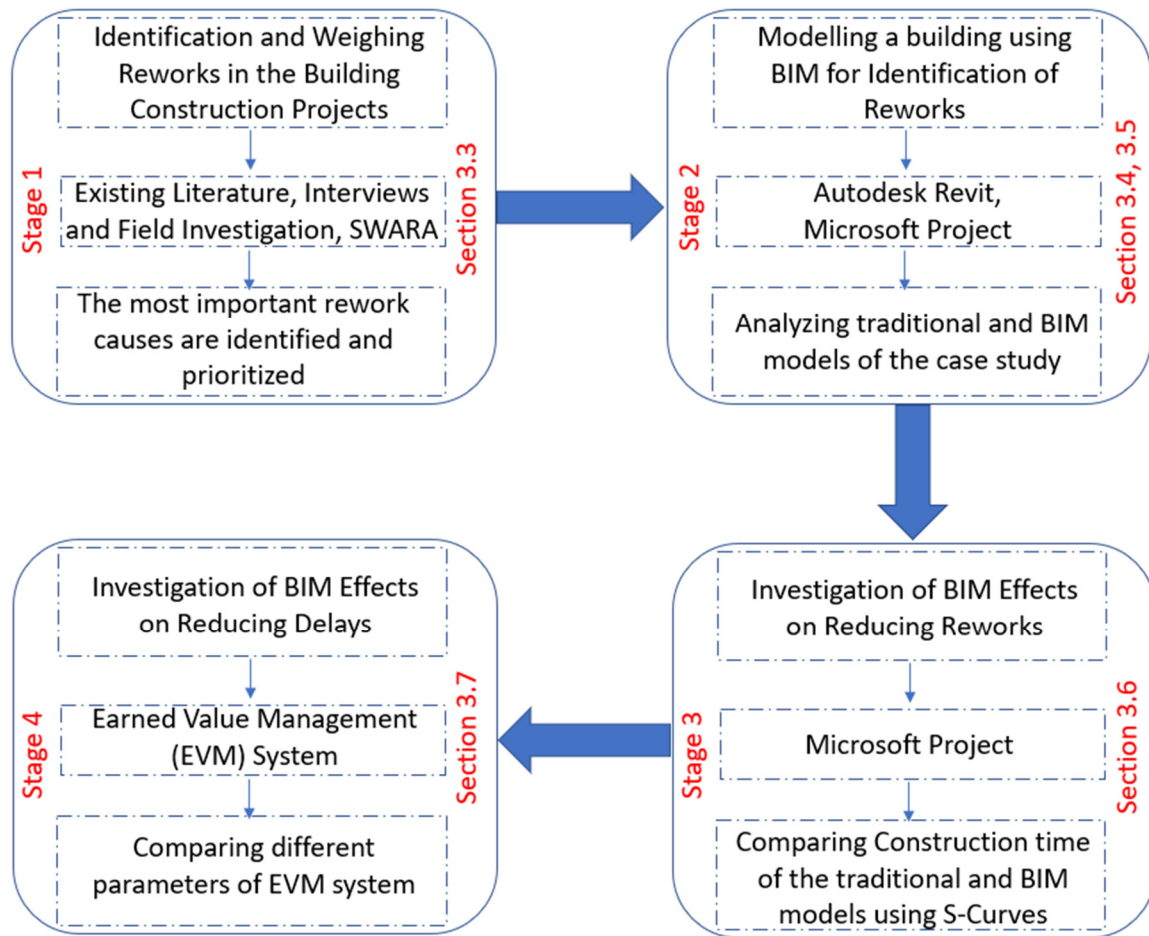 Stage 1
Identification and Weighing
Reworks in the Building
Construction Projects
Existing Literature, Interviews
and Field Investigation, SWARA
The most important rework
causes are identified and
prioritized
Section 3.3
Stage 2
Modelling a building using
BIM for Identification of
Reworks
Autodesk Revit,
Microsoft Project
Analyzing traditional and BIM
models of the case study
Section 3.4, 3.5
Stage 3
Investigation of BIM Effects
on Reducing Reworks
Microsoft Project
Comparing Construction time
of the traditional and BIM
models using S-Curves
Section 3.6
Stage 4
Investigation of BIM Effects
on Reducing Delays
Earned Value Management
(EVM) System
Comparing different
parameters of EVM system
Section 3.7